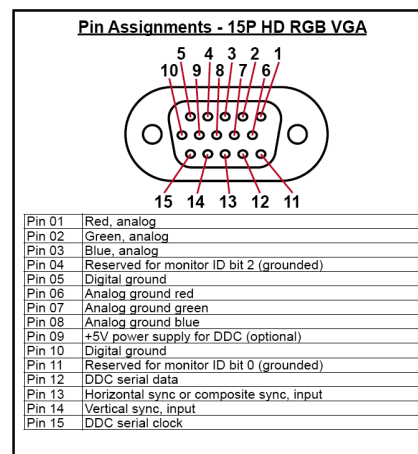 Pin Assignments - 15P HD RGB VGA
5 4 3 2 1
10 9 8 7 6
15 14 13 12 11
Pin 01 Red, analog
Pin 02 Green, analog
Pin 03 Blue, analog
Pin 04 Reserved for monitor ID bit 2 (grounded)
Pin 05 Digital ground
Pin 06 Analog ground red
Pin 07 Analog ground green
Pin 08 Analog ground blue
Pin 09 +5V power supply for DDC (optional)
Pin 10 Digital ground
Pin 11 Reserved for monitor ID bit 0 (grounded)
Pin 12 DDC serial data
Pin 13 Horizontal sync or composite sync, input
Pin 14 Vertical sync, input
Pin 15 DDC serial clock